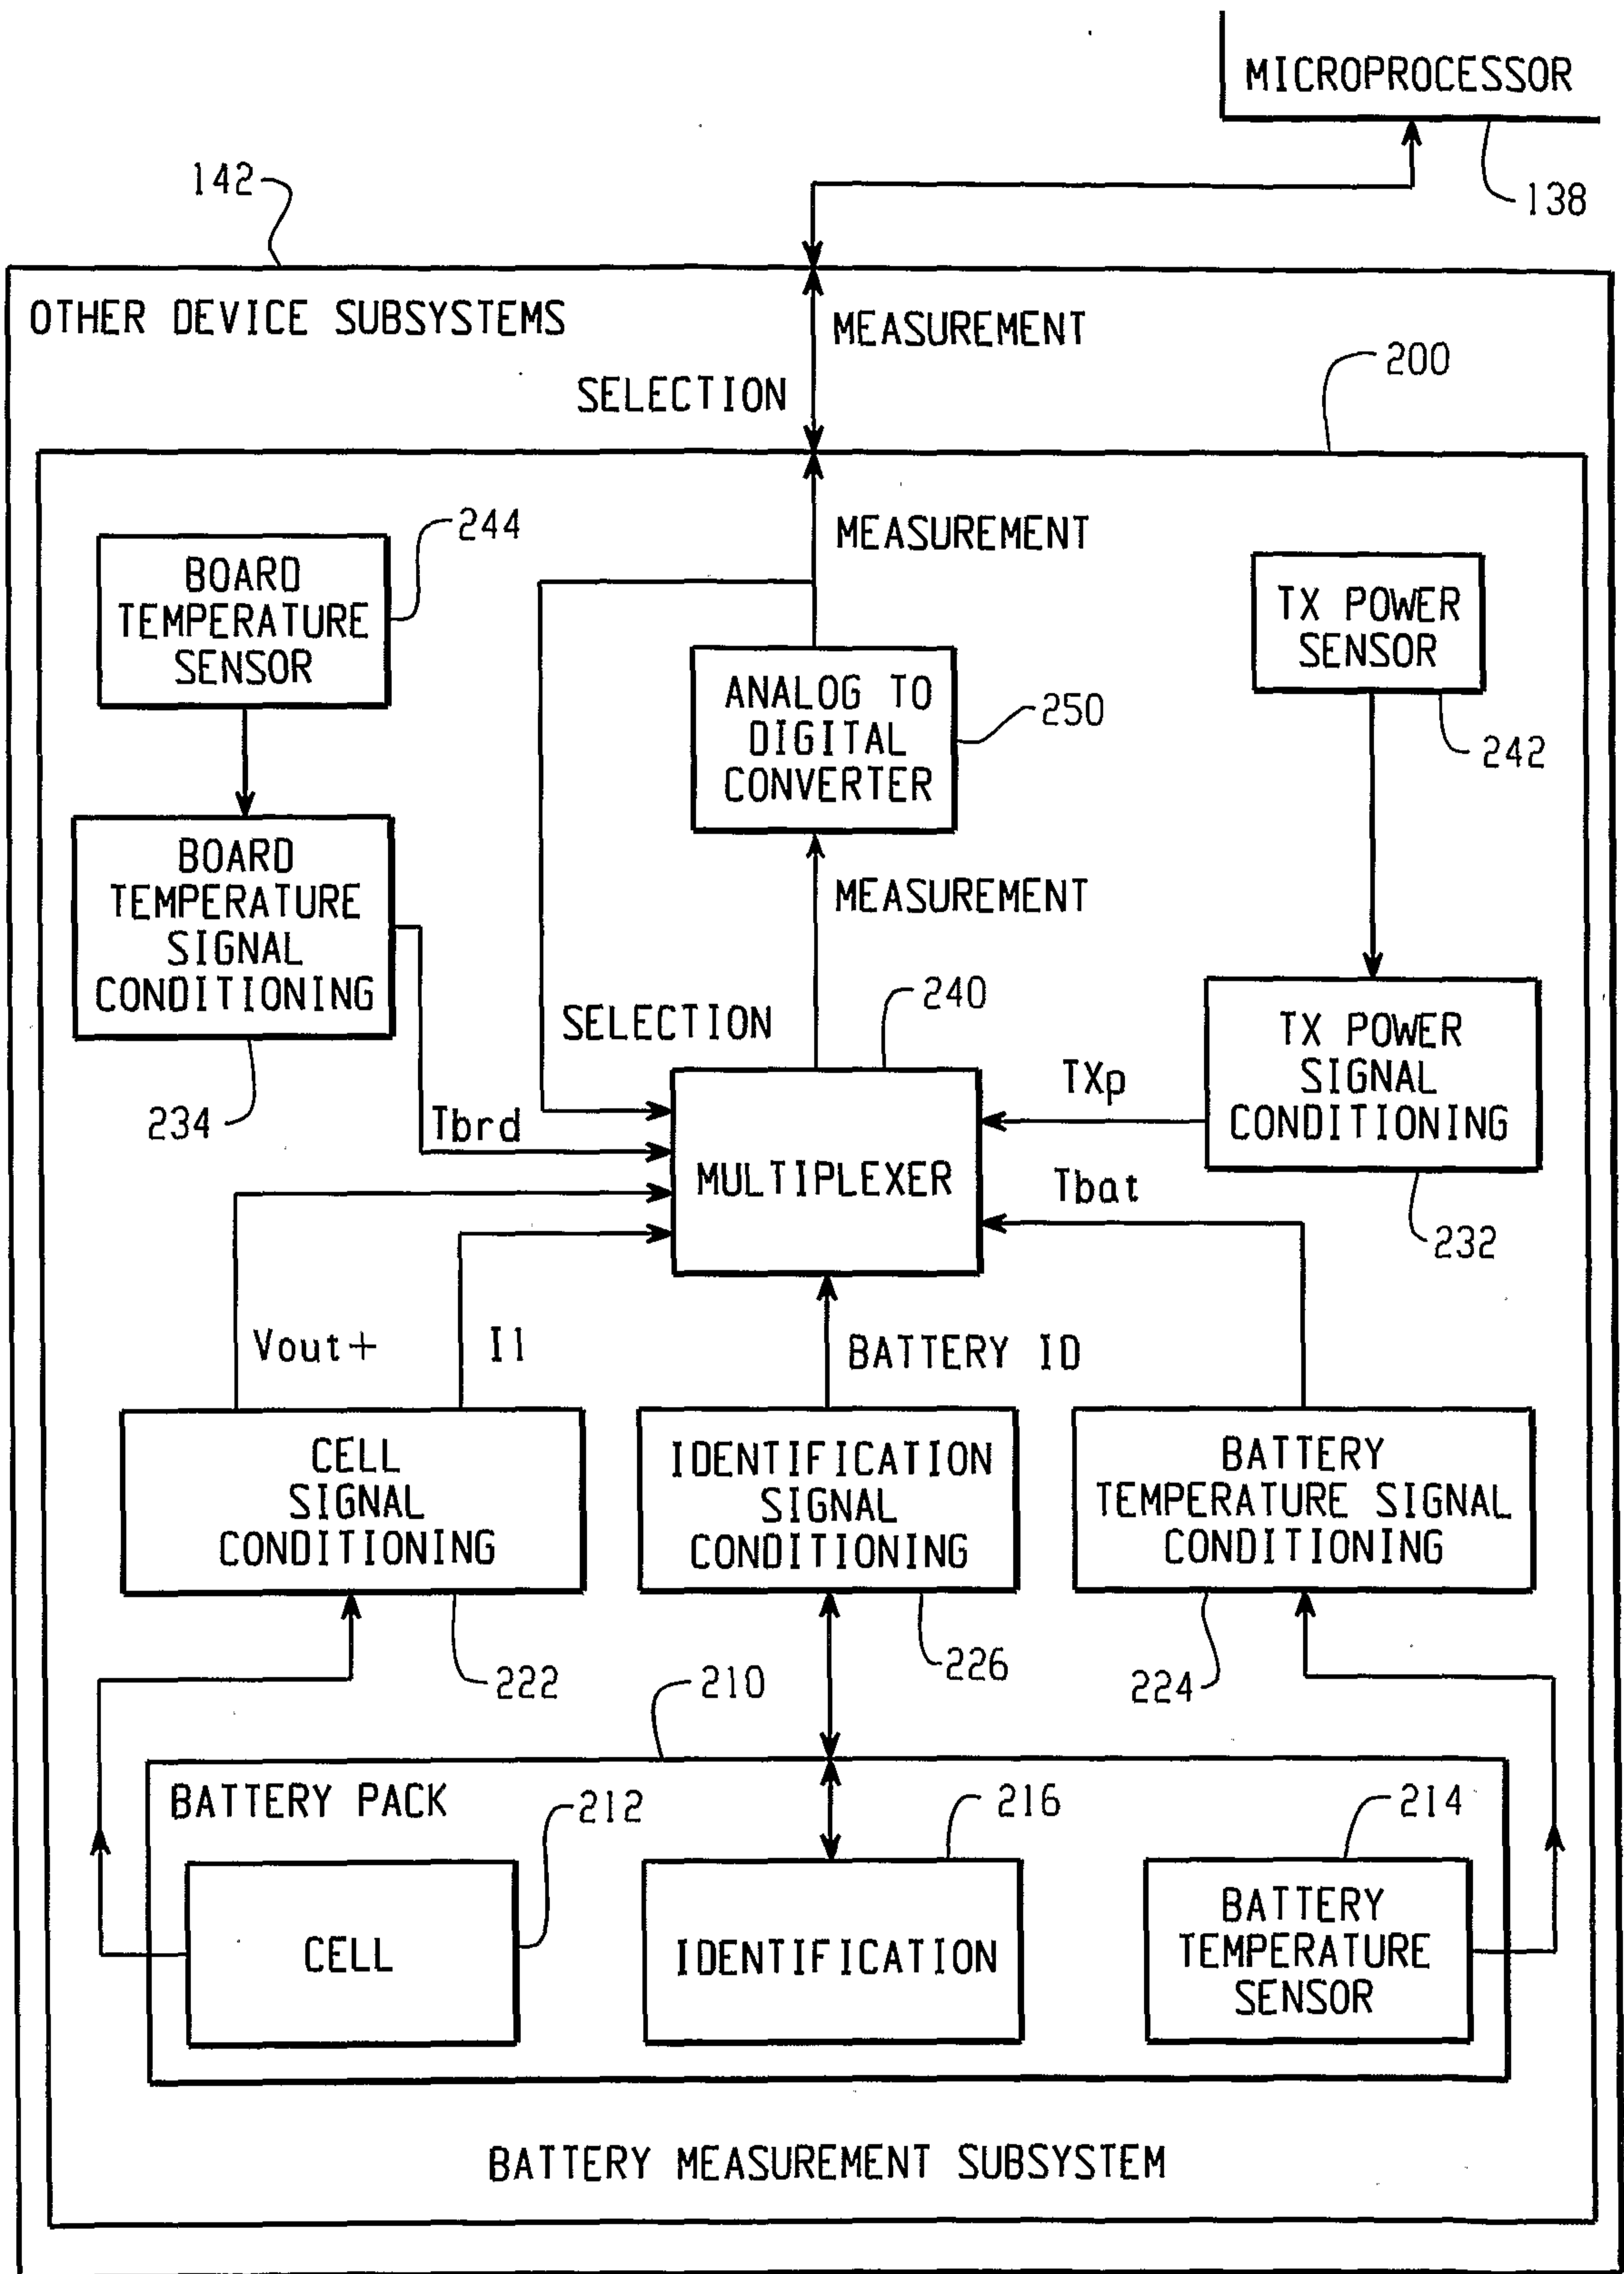 MICROPROCESSOR
138
142
OTHER DEVICE SUBSYSTEMS
MEASUREMENT
SELECTION
200
MEASUREMENT
244
BOARD
TEMPERATURE
SENSOR
TX POWER
SENSOR
242
ANALOG TO
DIGITAL
CONVERTER
250
BOARD
TEMPERATURE
SIGNAL
CONDITIONING
234
MEASUREMENT
SELECTION
240
TX POWER
SIGNAL
CONDITIONING
232
TXp
Tbrd
MULTIPLEXER
Tbat
Vout+
Il
BATTERY ID
CELL
SIGNAL
CONDITIONING
222
IDENTIFICATION
SIGNAL
CONDITIONING
226
BATTERY
TEMPERATURE SIGNAL
CONDITIONING
224
210
BATTERY PACK
212
216
214
CELL
IDENTIFICATION
BATTERY
TEMPERATURE
SENSOR
BATTERY MEASUREMENT SUBSYSTEM